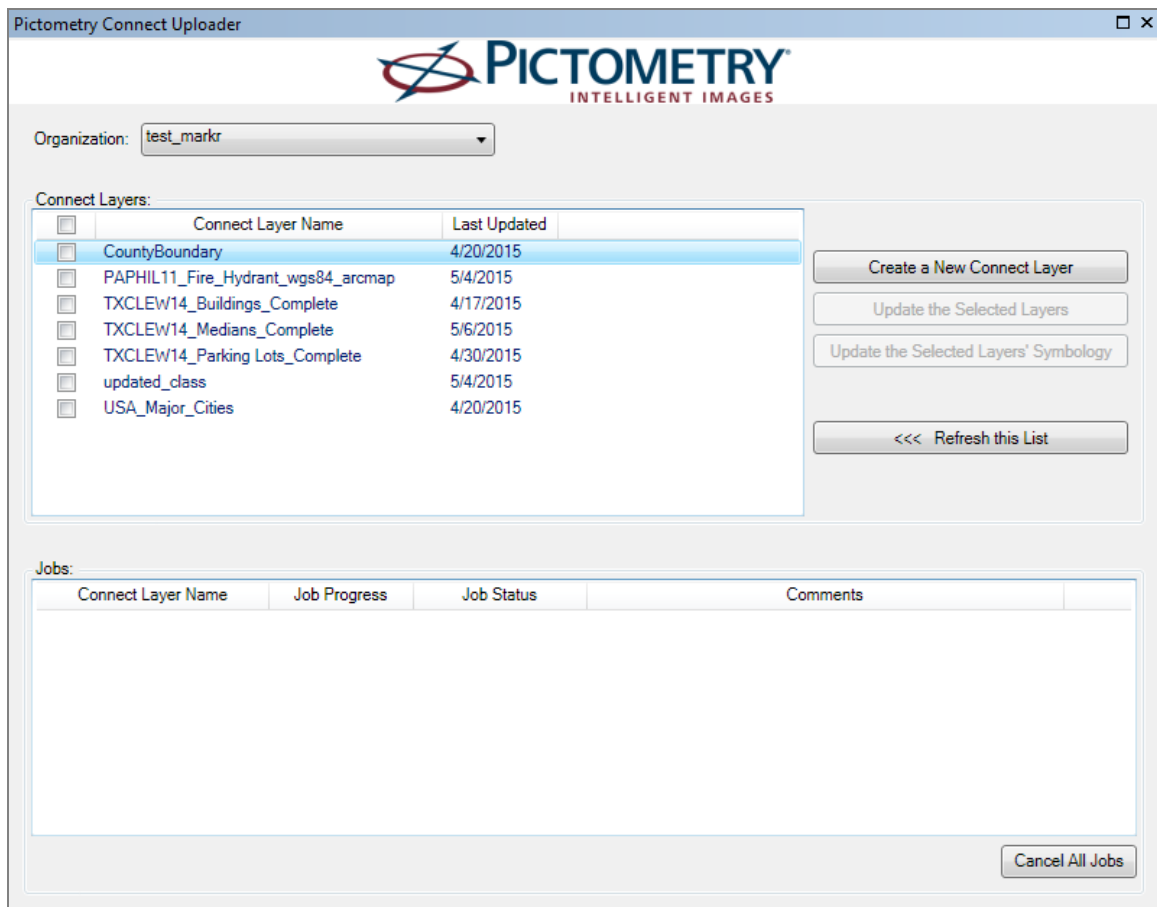 Pictometry Connect Uploader
PICTOMETRY®
INTELLIGENT IMAGES
Organization: test_markr
Connect Layers:
Connect Layer Name Last Updated
CountyBoundary 4/20/2015
PAPHIL11_Fire_Hydrant_wgs84_arcmap 5/4/2015
TXCLEW14_Buildings_Complete 4/17/2015
TXCLEW14_Medians_Complete 5/6/2015
TXCLEW14_Parking Lots_Complete 4/30/2015
updated_class 5/4/2015
USA_Major_Cities 4/20/2015
Create a New Connect Layer
Update the Selected Layers
Update the Selected Layers' Symbology
<<< Refresh this List
Jobs:
Connect Layer Name Job Progress Job Status Comments
Cancel All Jobs